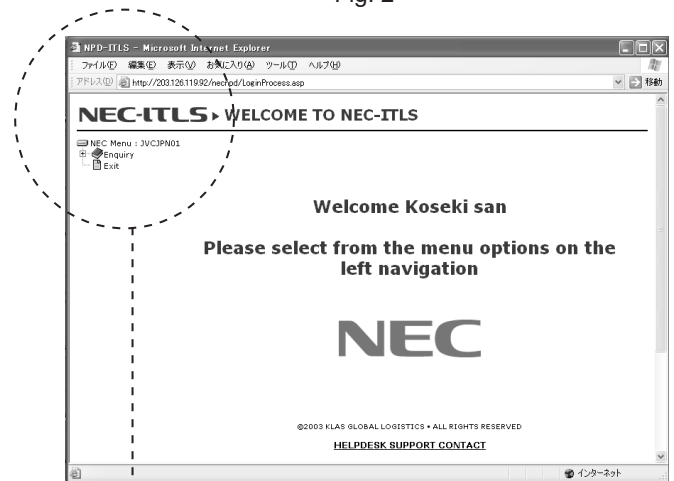 Fig. 2
NPD-ITLS - Microsoft Internet Explorer
ファイル(F) 編集(E) 表示(V) お気に入り(A) ツール(T) ヘルプ(H)
アドレス(D) http://203.126.119.92/necnpd/LoginProcess.asp 移動
NEC-ITLS WELCOME TO NEC-ITLS
NEC Menu : JVCJPN01
Enquiry
Exit
Welcome Koseki san
Please select from the menu options on the
left navigation
NEC
©2003 KLAS GLOBAL LOGISTICS • ALL RIGHTS RESERVED
HELPDESK SUPPORT CONTACT
インターネット